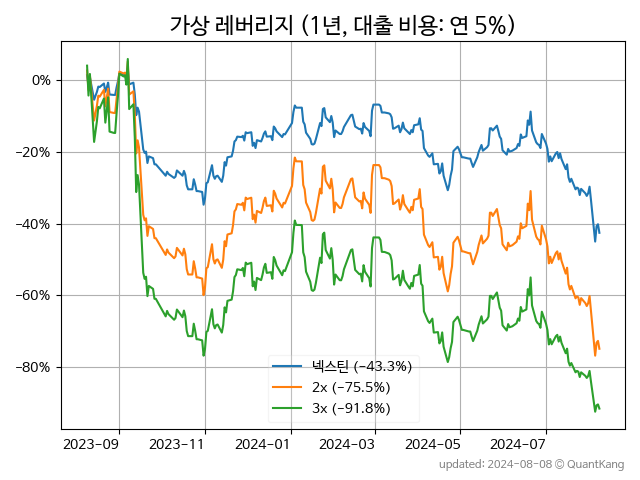 가상 레버리지 (1년, 대출 비용: 연 5%)
0%
−20%
−40%
−60%
−80%
넥스틴 (−43.3%)
2x (−75.5%)
3x (−91.8%)
2023−09 2023−11 2024−01 2024−03 2024−05 2024−07
updated: 2024-08-08 © QuantKang